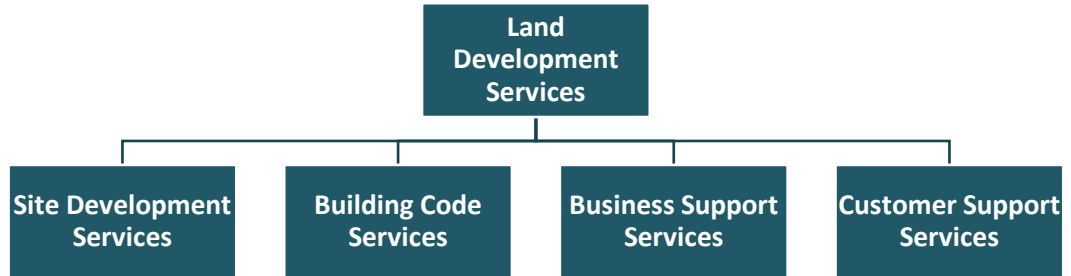 Land
Development
Services
Site Development
Services
Building Code
Services
Business Support
Services
Customer Support
Services